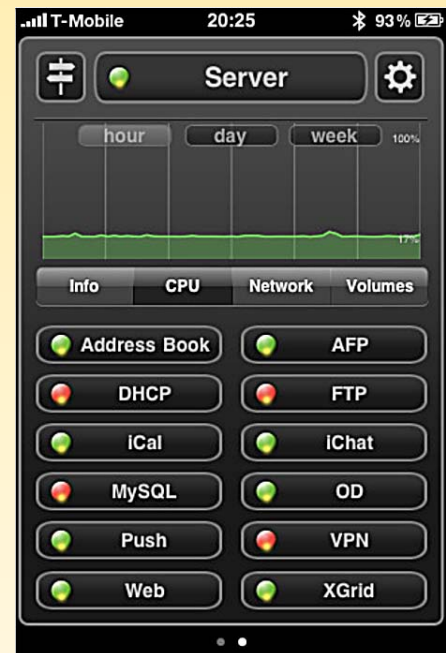 T-Mobile 20:25 93%
Server
hour day week 100%
17%
Info CPU Network Volumes
Address Book AFP
DHCP FTP
iCal iChat
MySQL OD
Push VPN
Web XGrid